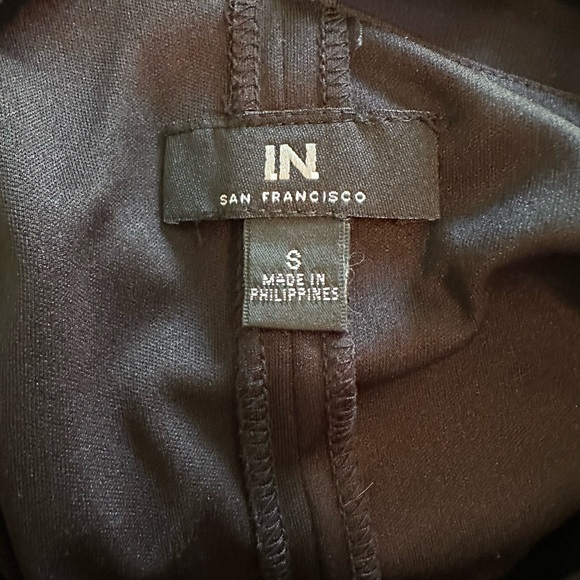 IN
SAN FRANCISCO
S
MADE IN
PHILIPPINES